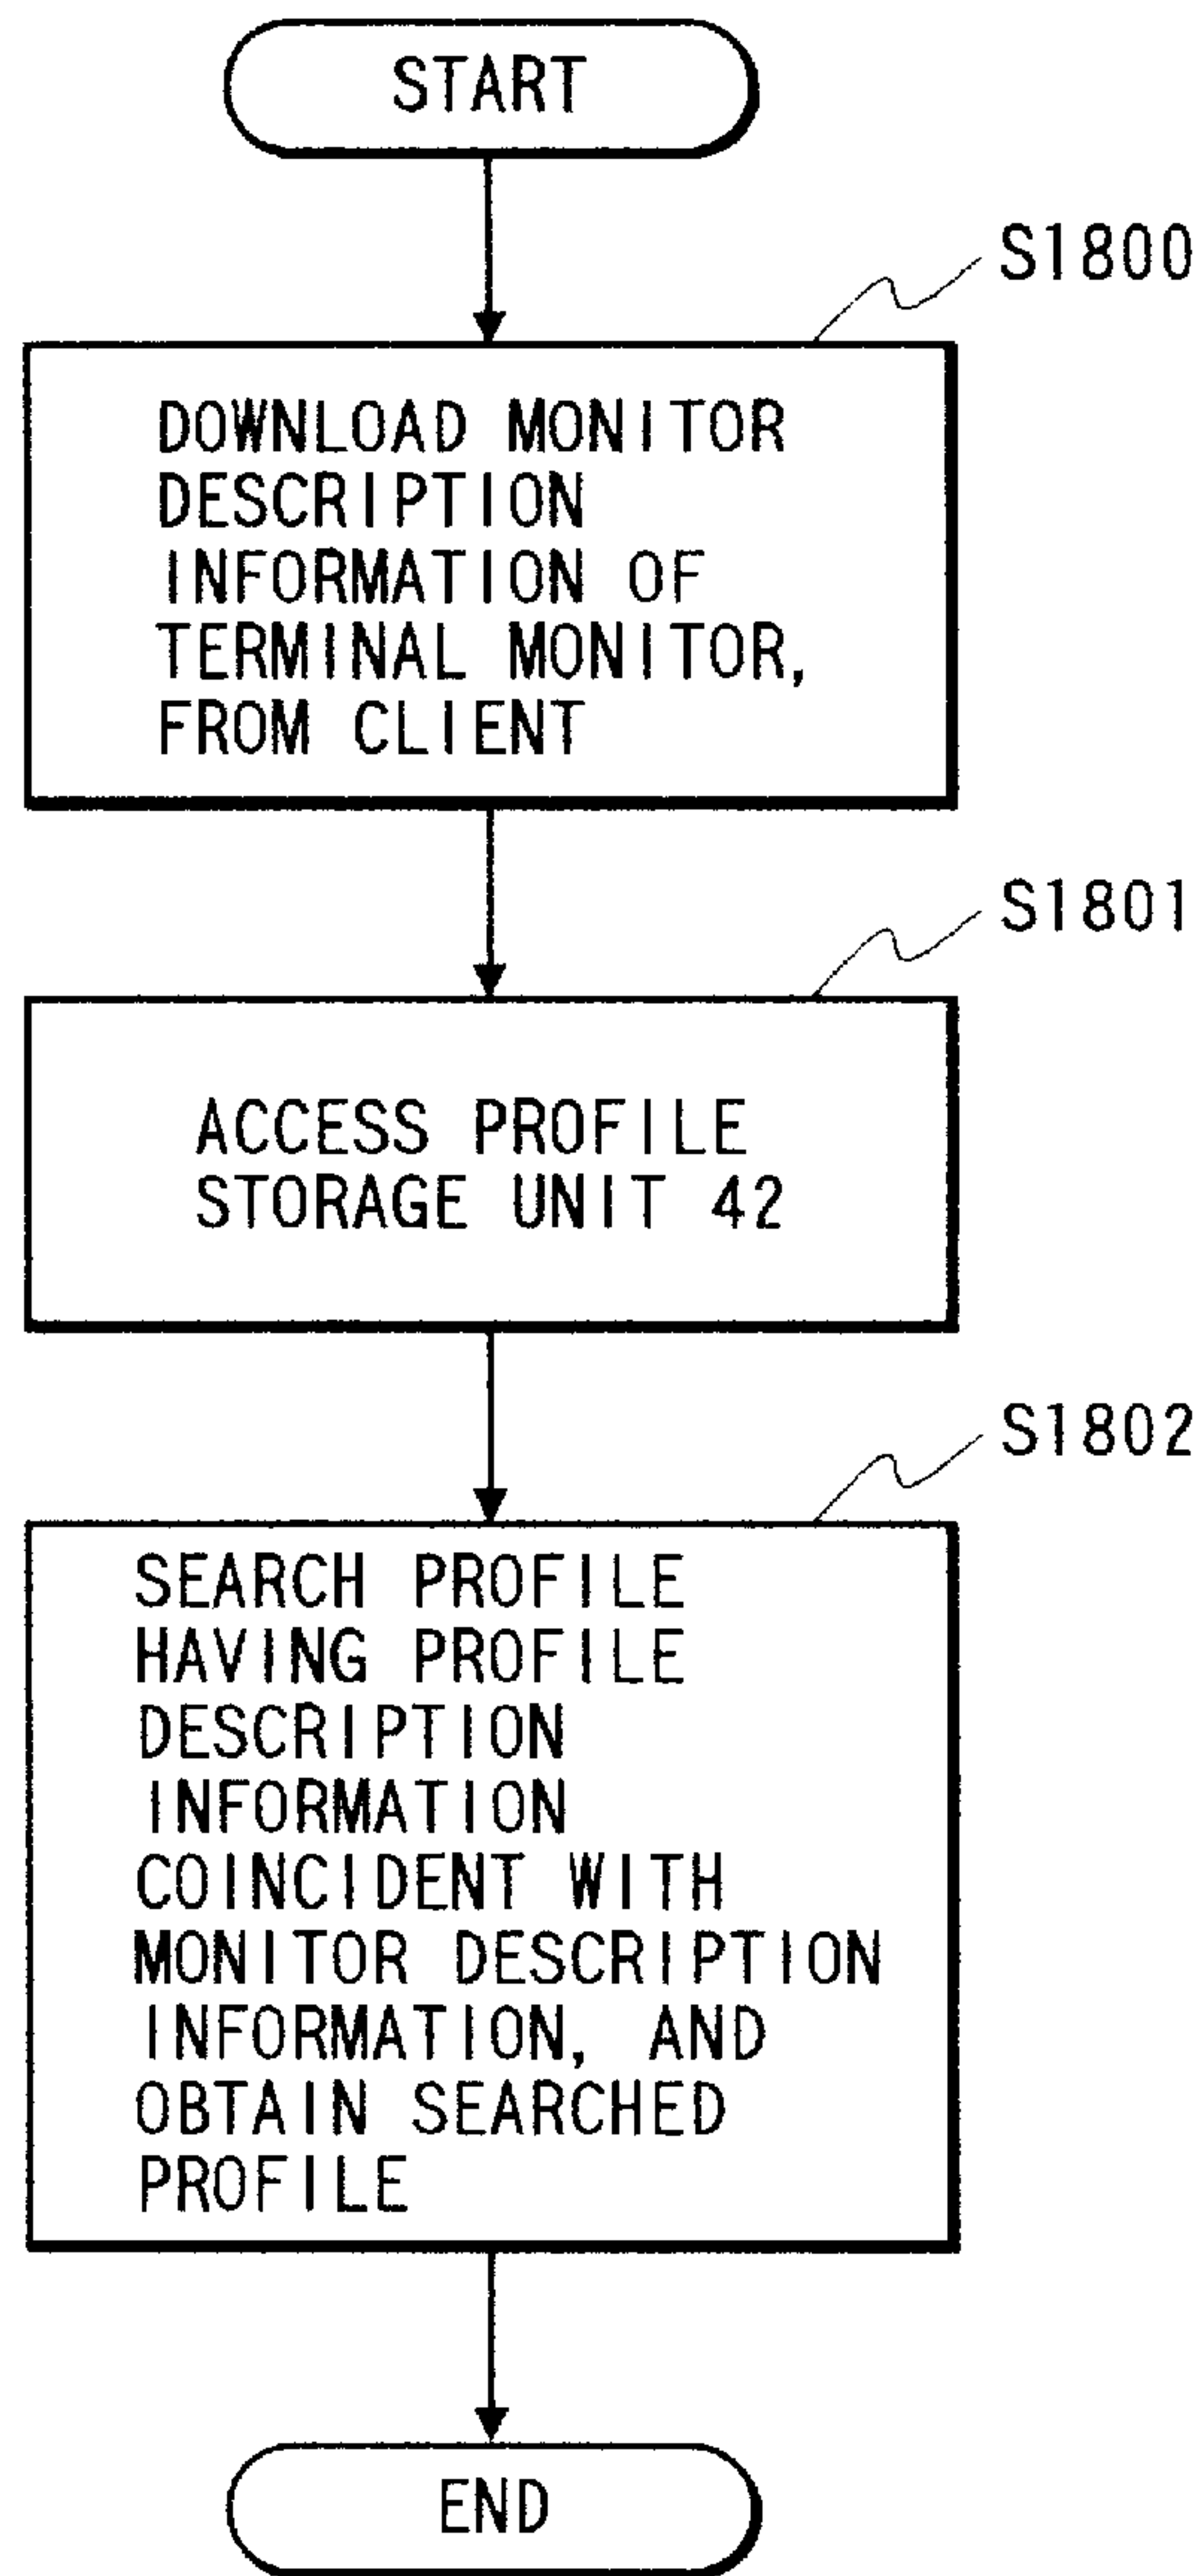 START
S1800
DOWNLOAD MONITOR
DESCRIPTION
INFORMATION OF
TERMINAL MONITOR,
FROM CLIENT
S1801
ACCESS PROFILE
STORAGE UNIT 42
S1802
SEARCH PROFILE
HAVING PROFILE
DESCRIPTION
INFORMATION
COINCIDENT WITH
MONITOR DESCRIPTION
INFORMATION, AND
OBTAIN SEARCHED
PROFILE
END